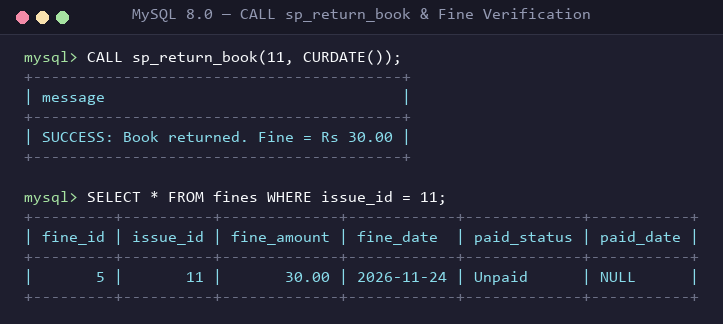 MySQL 8.0 — CALL sp_return_book & Fine Verification
mysql> CALL sp_return_book(11, CURDATE());
+-----------------------------------------+
| message                                 |
+-----------------------------------------+
| SUCCESS: Book returned. Fine = Rs 30.00 |
+-----------------------------------------+
mysql> SELECT * FROM fines WHERE issue_id = 11;
+---------+----------+-------------+------------+-------------+-----------+
| fine_id | issue_id | fine_amount | fine_date  | paid_status | paid_date |
+---------+----------+-------------+------------+-------------+-----------+
|       5 |       11 |       30.00 | 2026-11-24 | Unpaid      | NULL      |
+---------+----------+-------------+------------+-------------+-----------+